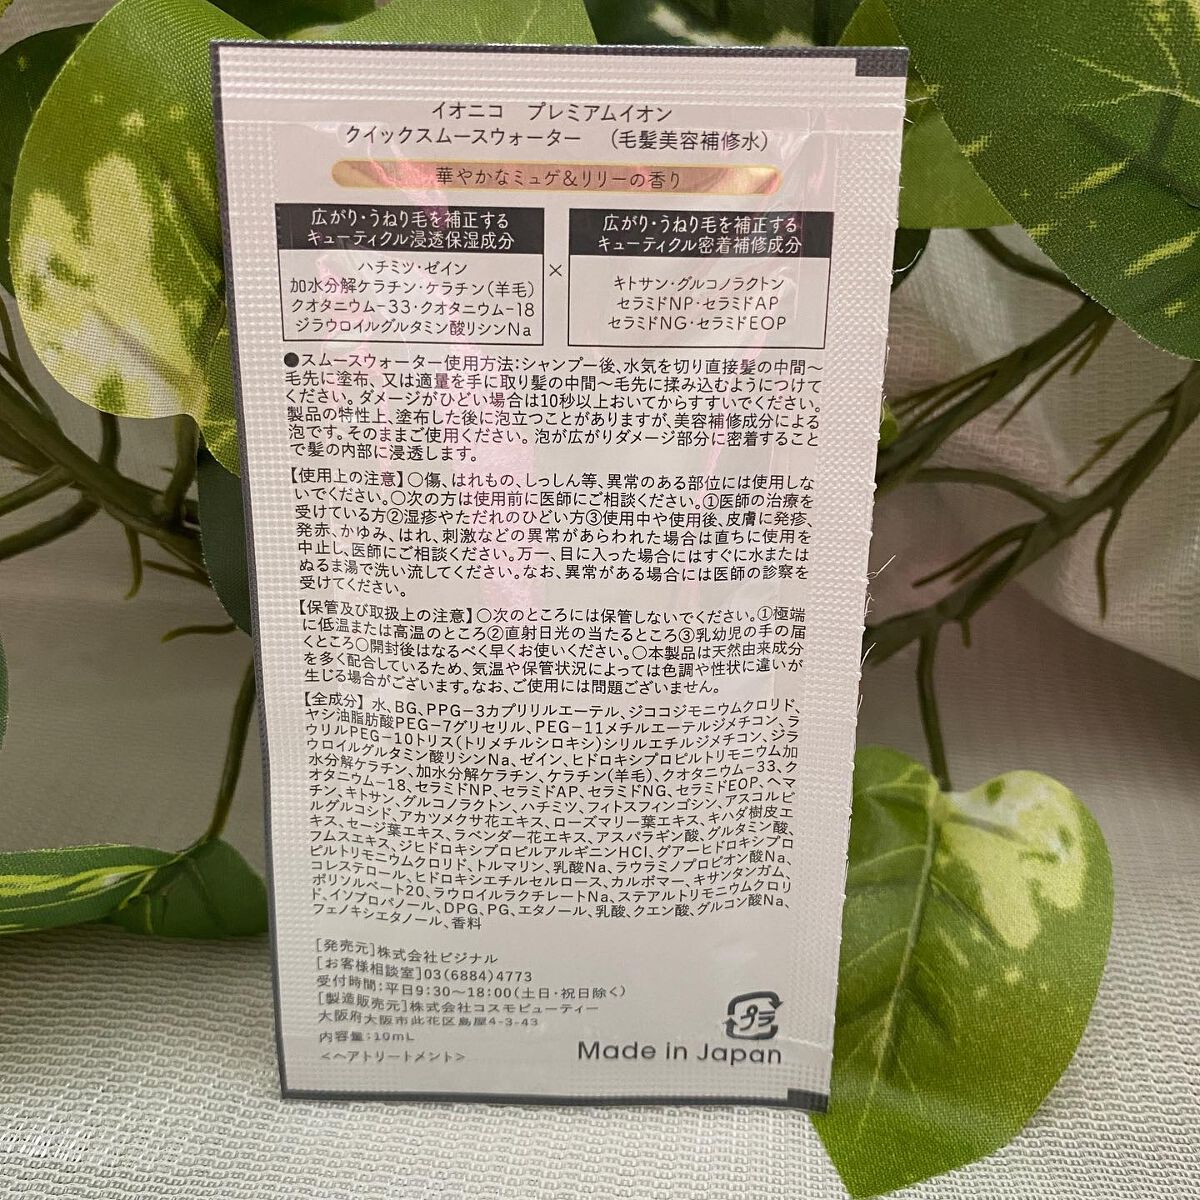 イオニコ　プレミアムイオン
クイックスムースウォーター　（毛髪美容補修水）
華やかなミュゲ＆リリーの香り
広がり・うねり毛を補正する
キューティクル浸透保湿成分
ハチミツ・ゼイン
加水分解ケラチン・ケラチン（羊毛）
クオタニウム-33・クオタニウム-18
ジラウロイルグルタミン酸リシンNa
×
広がり・うねり毛を補正する
キューティクル密着補修成分
キトサン・グルコノラクトン
セラミドNP・セラミドAP
セラミドNG・セラミドEOP
●スムースウォーター使用方法：シャンプー後、水気を切り直接髪の中間～
毛先に塗布、又は適量を手に取り髪の中間～毛先に揉み込むようにつけて
ください。ダメージがひどい場合は10秒以上おいてからすすいでください。
製品の特性上、塗布した後に泡立つことがありますが、美容補修成分による
泡です。そのままご使用ください。泡が広がりダメージ部分に密着すること
で髪の内部に浸透します。
【使用上の注意】○傷、はれもの、しっしん等、異常のある部位には使用しな
いでください。○次の方は使用前に医師にご相談ください。①医師の治療を
受けている方②湿疹やただれのひどい方③使用中や使用後、皮膚に発疹、
発赤、かゆみ、はれ、刺激などの異常があらわれた場合は直ちに使用を
中止し、医師にご相談ください。万一、目に入った場合にはすぐに水または
ぬるま湯で洗い流してください。なお、異常がある場合には医師の診察を
受けてください。
【保管及び取扱上の注意】○次のところには保管しないでください。①極端
に低温または高温のところ②直射日光の当たるところ③乳幼児の手の届
くところ○開封後はなるべく早くお使いください。○本製品は天然由来成分
を多く配合しているため、気温や保管状況によっては色調や性状に違いが
生じる場合がございます。なお、ご使用には問題ございません。
【全成分】水、BG、PPG-3カプリリルエーテル、ジココジモニウムクロリド、
ヤシ油脂肪酸PEG-7グリセリル、PEG-11メチルエーテルジメチコン、ラ
ウリルPEG-10トリス（トリメチルシロキシ）シリルエチルジメチコン、ジラ
ウロイルグルタミン酸リシンNa、ゼイン、ヒドロキシプロピルトリモニウム加
水分解ケラチン、加水分解ケラチン、ケラチン（羊毛）、クオタニウム-33、ク
オタニウム-18、セラミドNP、セラミドAP、セラミドNG、セラミドEOP、ヘマ
チン、キトサン、グルコノラクトン、ハチミツ、フィトスフィンゴシン、アスコルビ
ルグルコシド、アカツメクサ花エキス、ローズマリー葉エキス、キハダ樹皮エ
キス、セージ葉エキス、ラベンダー花エキス、アスパラギン酸、グルタミン酸、
フムスエキス、ジヒドロキシプロピルアルギニンHCl、グアーヒドロキシプロ
ピルトリモニウムクロリド、トルマリン、乳酸Na、ラウラミノプロピオン酸Na、
コレステロール、ヒドロキシエチルセルロース、カルボマー、キサンタンガム、
ポリソルベート20、ラウロイルラクチレートNa、ステアルトリモニウムクロリ
ド、イソプロパノール、DPG、PG、エタノール、乳酸、クエン酸、グルコン酸Na、
フェノキシエタノール、香料
[発売元]株式会社ビジナル
[お客様相談室]03(6884)4773
受付時間：平日9:30～18:00（土日・祝日除く）
[製造販売元]株式会社コスモビューティー
大阪府大阪市此花区島屋4-3-43
内容量：10mL
＜ヘアトリートメント＞
プラ
Made in Japan